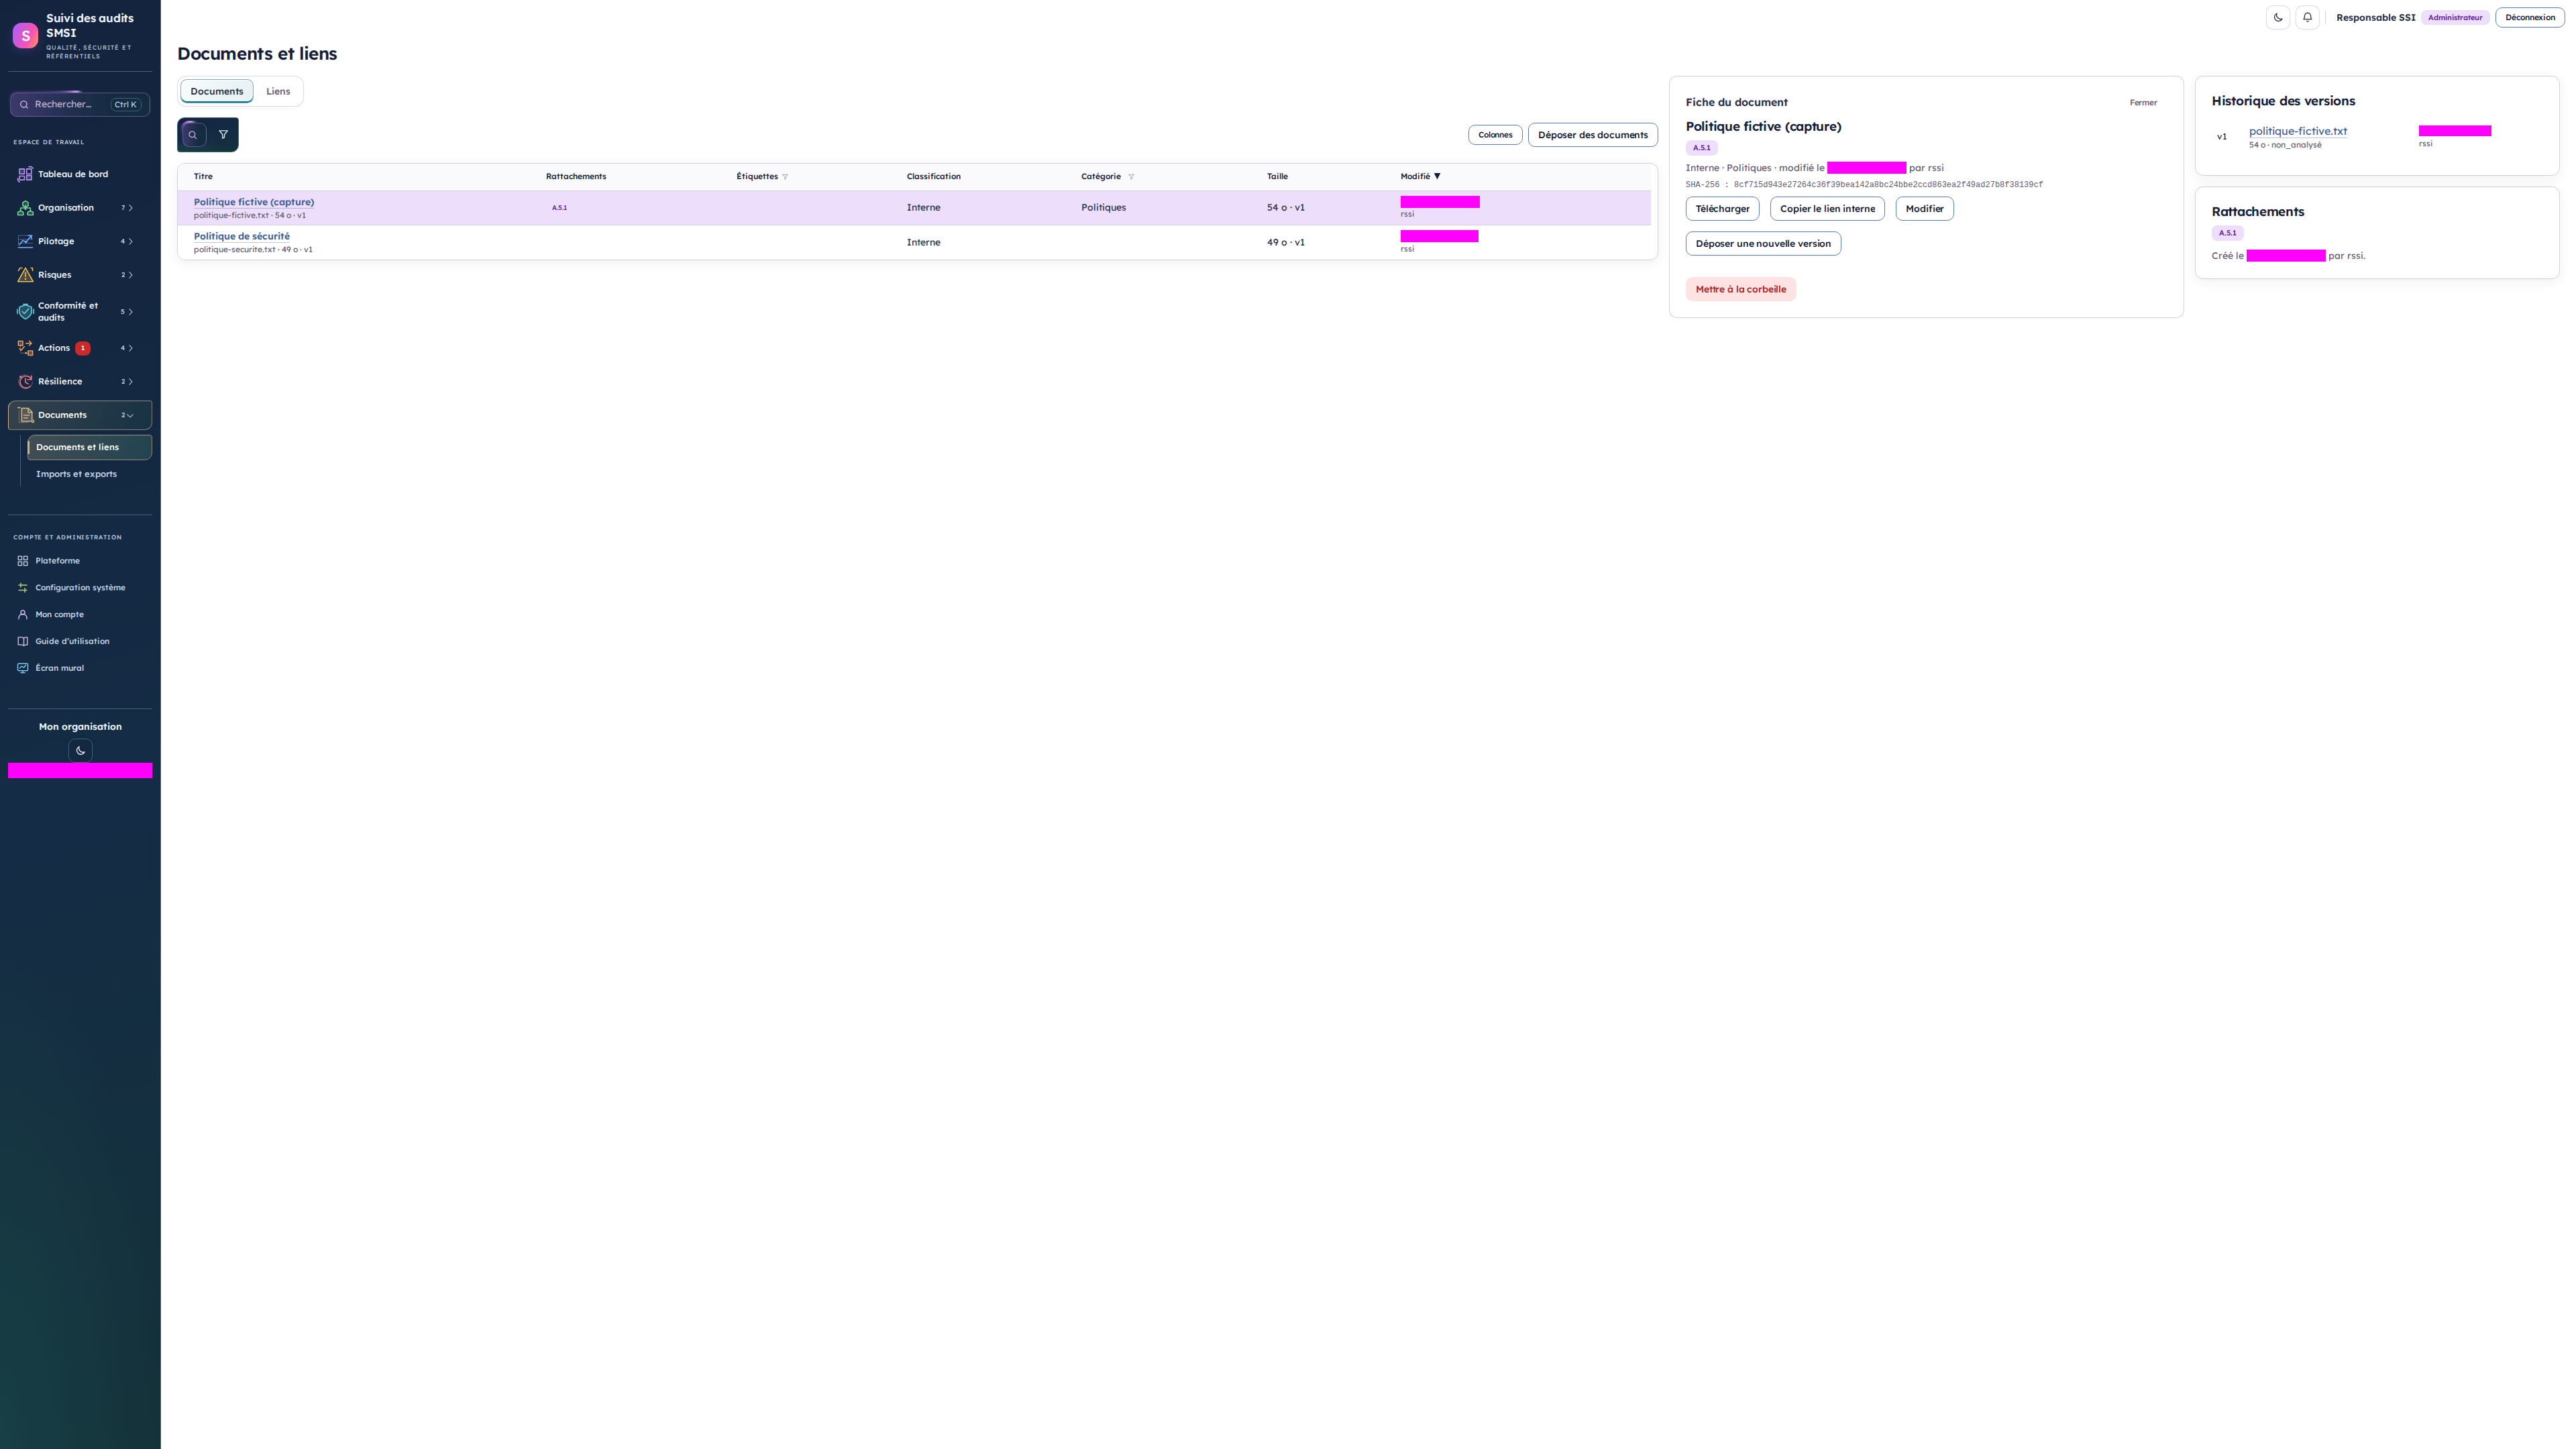 S
Suivi des audits
SMSI
QUALITÉ, SÉCURITÉ ET
RÉFÉRENTIELS
Rechercher…
Ctrl K
ESPACE DE TRAVAIL
Tableau de bord
Organisation 7
Pilotage 4
Risques 2
Conformité et
audits 5
Actions 1 4
Résilience 2
Documents 2
Documents et liens
Imports et exports
COMPTE ET ADMINISTRATION
Plateforme
Configuration système
Mon compte
Guide d'utilisation
Écran mural
Mon organisation
Responsable SSI Administrateur Déconnexion
Documents et liens
Documents Liens
Colonnes Déposer des documents
Titre Rattachements Étiquettes Classification Catégorie Taille Modifié ▼
Politique fictive (capture)
politique-fictive.txt · 54 o · v1
A.5.1 Interne Politiques 54 o · v1
rssi
Politique de sécurité
politique-securite.txt · 49 o · v1
Interne 49 o · v1
rssi
Fiche du document Fermer
Politique fictive (capture)
A.5.1
Interne · Politiques · modifié le par rssi
SHA-256 : 8cf715d943e27264c36f39bea142a8bc24bbe2ccd863ea2f49ad27b8f38139cf
Télécharger Copier le lien interne Modifier
Déposer une nouvelle version
Mettre à la corbeille
Historique des versions
v1 politique-fictive.txt
54 o · non_analysé
rssi
Rattachements
A.5.1
Créé le par rssi.